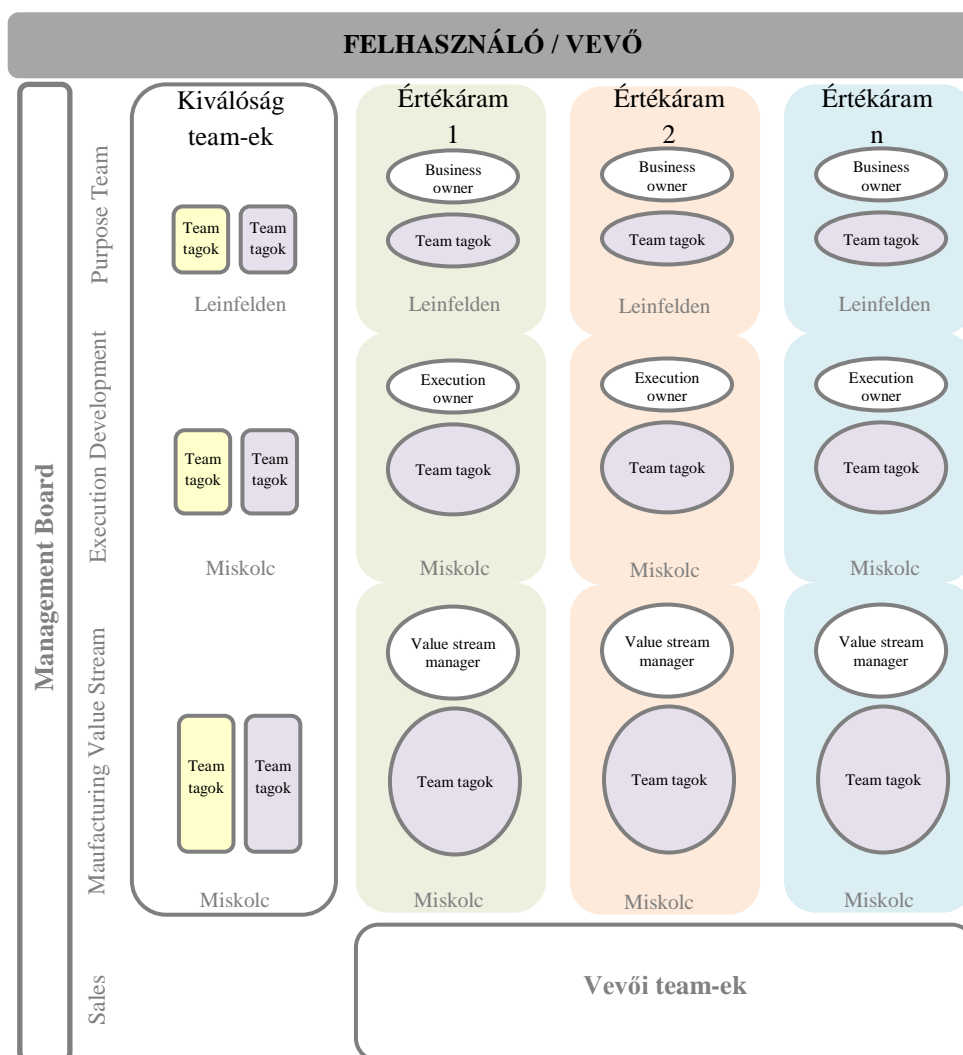 FELHASZNÁLÓ / VEVŐ
Management Board
Kiválóság
team-ek
Értékáram
1
Értékáram
2
Értékáram
n
Purpose Team
Team
tagok
Team
tagok
Leinfelden
Business
owner
Team tagok
Leinfelden
Business
owner
Team tagok
Leinfelden
Business
owner
Team tagok
Leinfelden
Execution Development
Team
tagok
Team
tagok
Miskolc
Execution
owner
Team tagok
Miskolc
Execution
owner
Team tagok
Miskolc
Execution
owner
Team tagok
Miskolc
Maufacturing Value Stream
Team
tagok
Team
tagok
Miskolc
Value stream
manager
Team tagok
Miskolc
Value stream
manager
Team tagok
Miskolc
Value stream
manager
Team tagok
Miskolc
Sales
Vevői team-ek